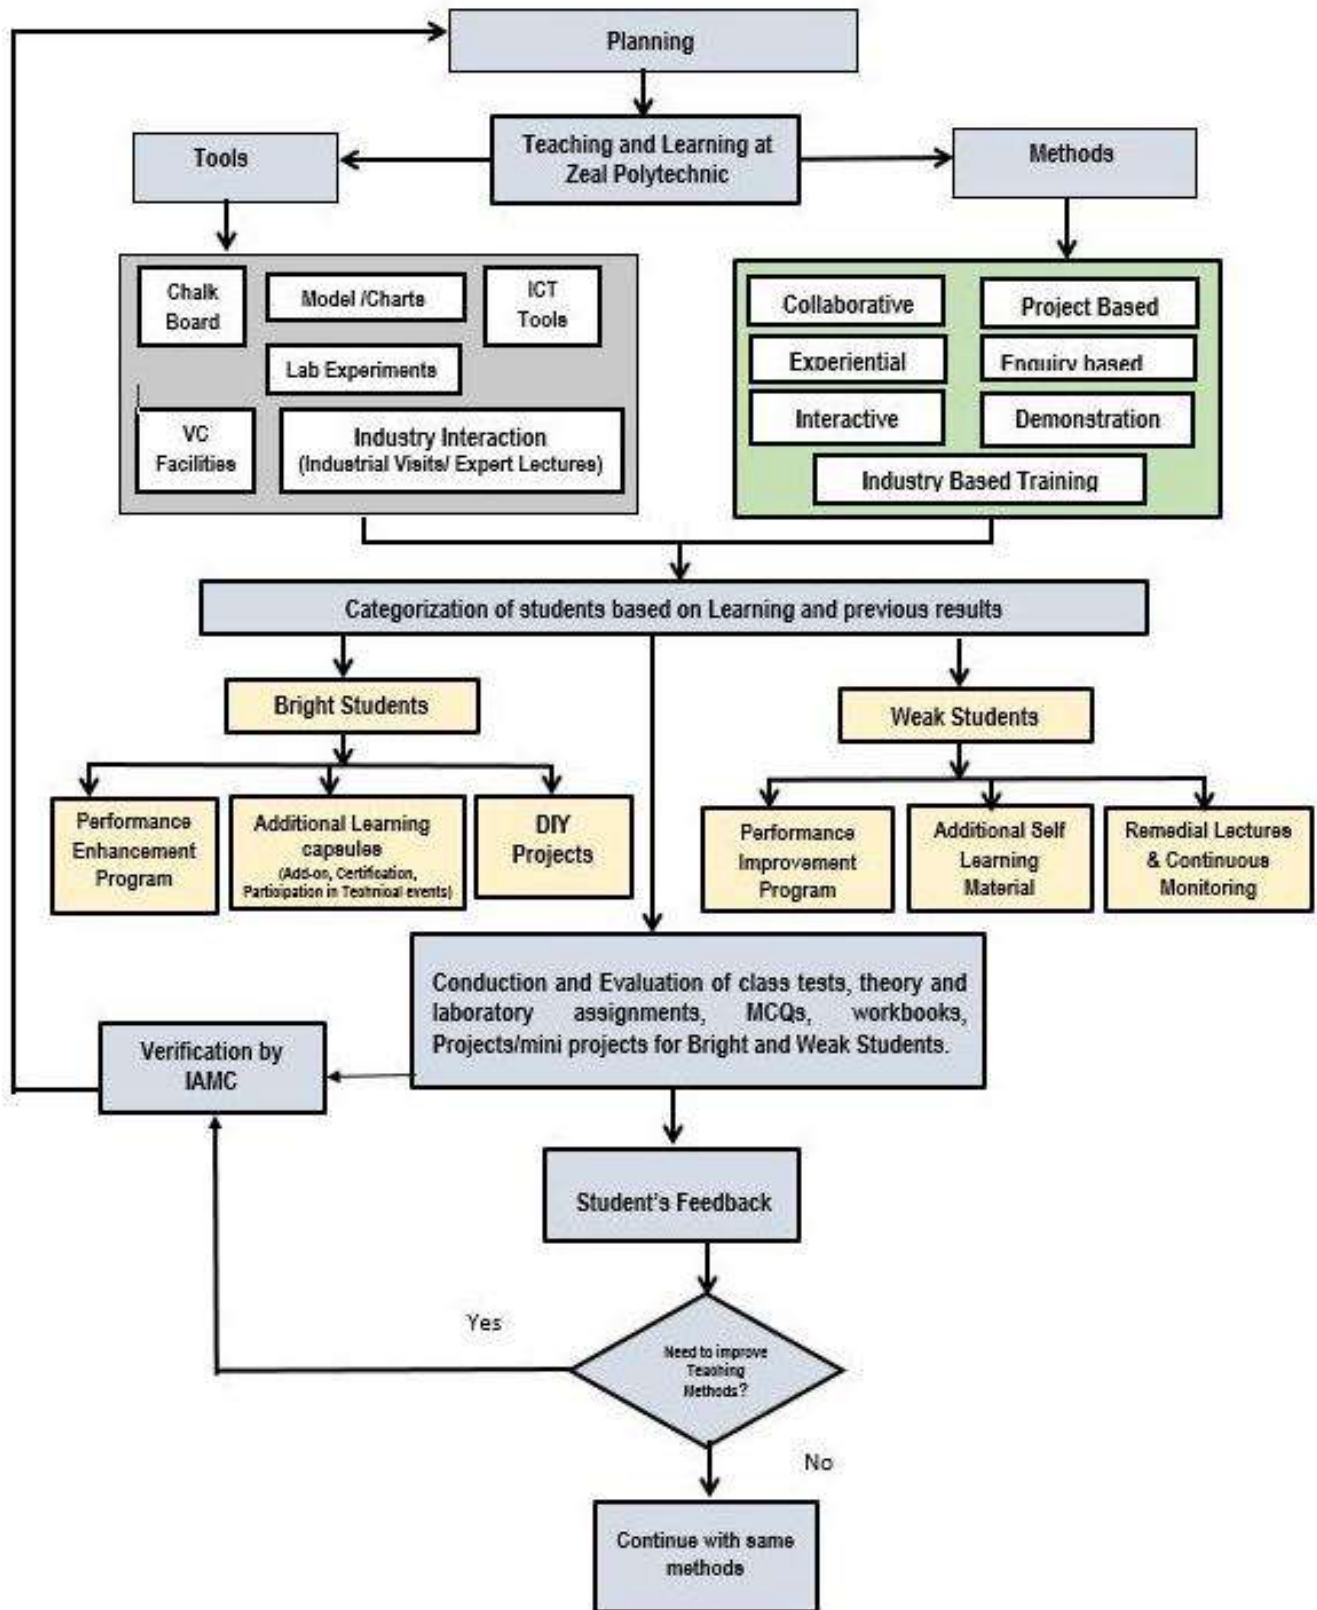 Planning
Teaching and Learning at
Zeal Polytechnic
Tools
Methods
Chalk
Board
Model /Charts
ICT
Tools
Lab Experiments
VC
Facilities
Industry Interaction
(Industrial Visits/ Expert Lectures)
Collaborative
Project Based
Experiential
Enquiry based
Interactive
Demonstration
Industry Based Training
Categorization of students based on Learning and previous results
Bright Students
Weak Students
Performance
Enhancement
Program
Additional Learning
capsules
(Add-on, Certification,
Participation in Technical events)
DIY
Projects
Performance
Improvement
Program
Additional Self
Learning
Material
Remedial Lectures
& Continuous
Monitoring
Conduction and Evaluation of class tests, theory and
laboratory assignments, MCQs, workbooks,
Projects/mini projects for Bright and Weak Students.
Verification by
IAMC
Student's Feedback
Yes
Need to improve
Teaching
Methods?
No
Continue with same
methods